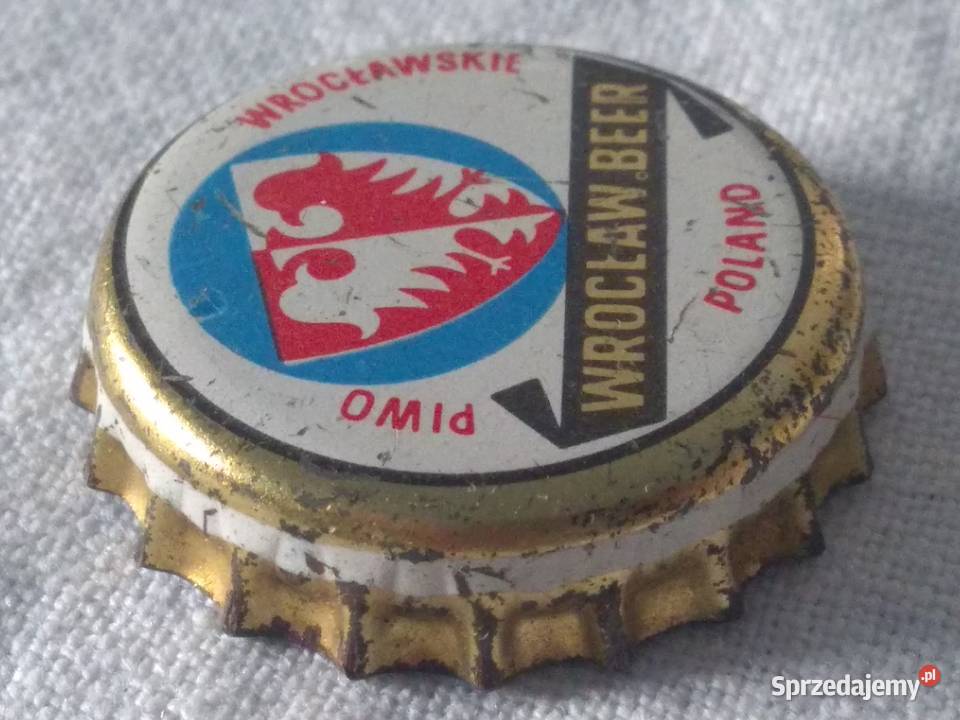 PIWO
WROCŁAWSKIE
WROCŁAW.BEER
POLAND
Sprzedajemy.pl